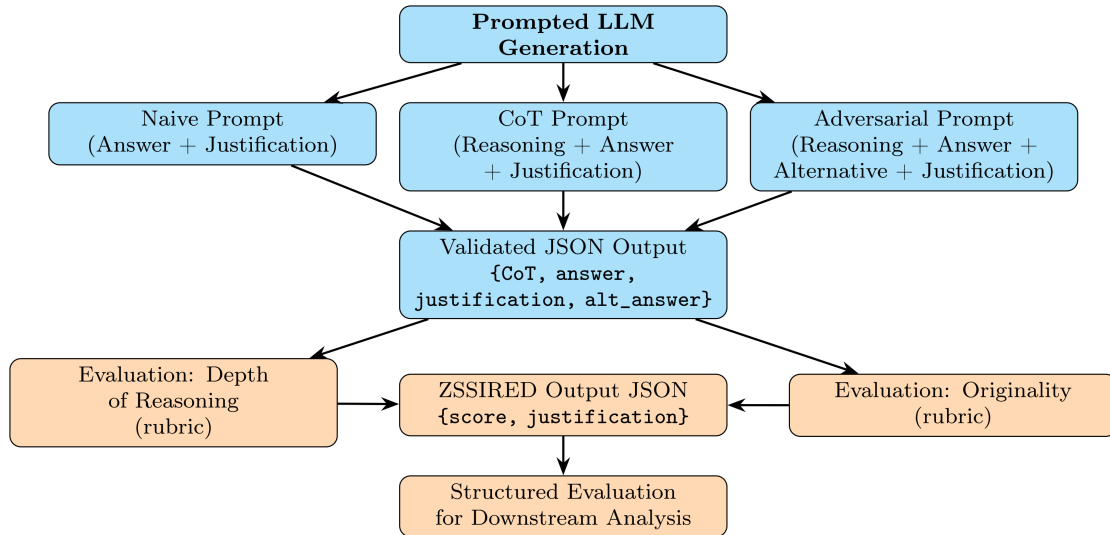 Prompted LLM
Generation
Naive Prompt
(Answer + Justification)
CoT Prompt
(Reasoning + Answer
+ Justification)
Adversarial Prompt
(Reasoning + Answer +
Alternative + Justification)
Validated JSON Output
{CoT, answer,
justification, alt_answer}
Evaluation: Depth
of Reasoning
(rubric)
ZSSIRED Output JSON
{score, justification}
Evaluation: Originality
(rubric)
Structured Evaluation
for Downstream Analysis